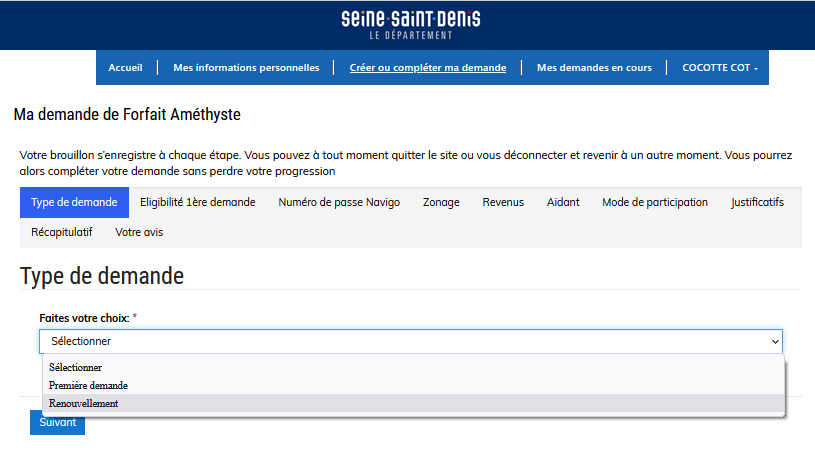 SEINE·SAINT·DENIS
LE DÉPARTEMENT
Accueil Mes informations personnelles Créer ou compléter ma demande Mes demandes en cours COCOTTE COT
Ma demande de Forfait Améthyste
Votre brouillon s'enregistre à chaque étape. Vous pouvez à tout moment quitter le site ou vous déconnecter et revenir à un autre moment. Vous pourrez
alors compléter votre demande sans perdre votre progression
Type de demande Eligibilité 1ère demande Numéro de passe Navigo Zonage Revenus Aidant Mode de participation Justificatifs
Récapitulatif Votre avis
Type de demande
Faites votre choix: *
Sélectionner
Sélectionner
Première demande
Renouvellement
Suivant